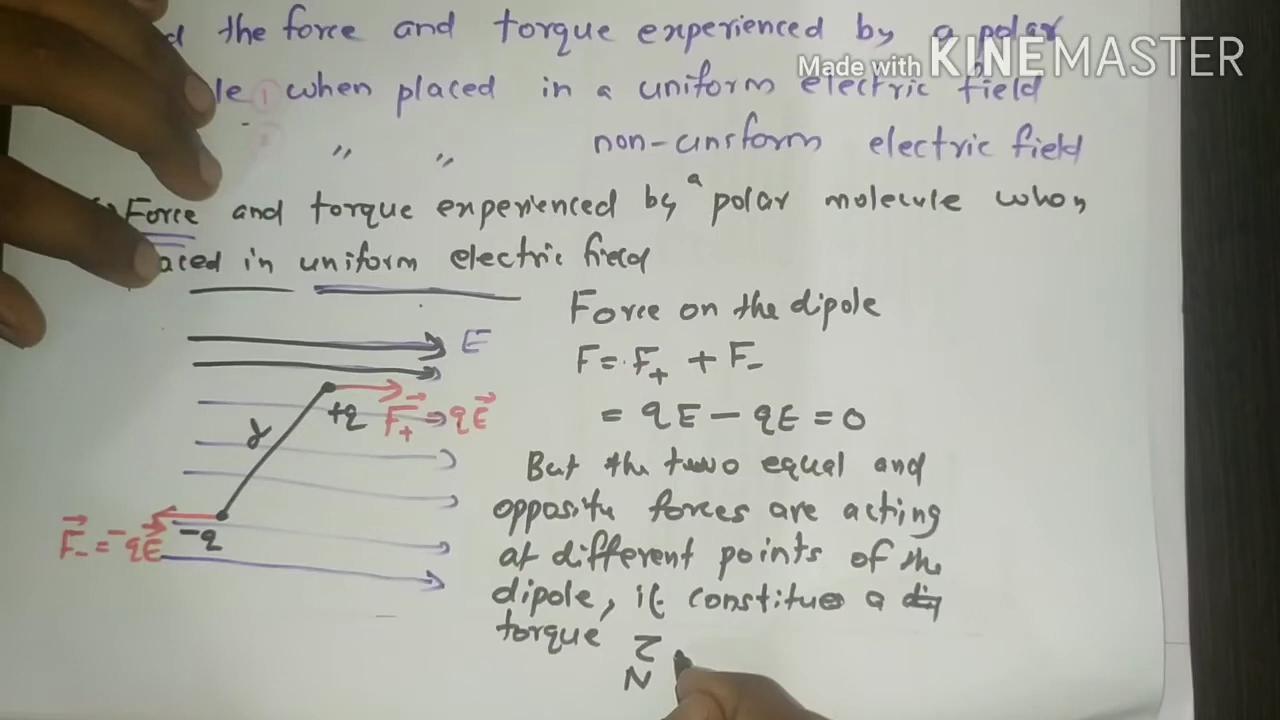 the force and torque experienced by a polar
Made with KINEMASTER
le when placed in a uniform electric field
" " non-uniform electric field
Force and torque experienced by a polar molecule when
aced in uniform electric field
Force on the dipole
E
F = F₊ + F₋
+q F⃗₊ → qE⃗
= qE − qE = 0
d
But the two equal and
opposite forces are acting
F⃗₋ = −qE⃗ −q
at different points of the
dipole, it constitues a
torque τ
N